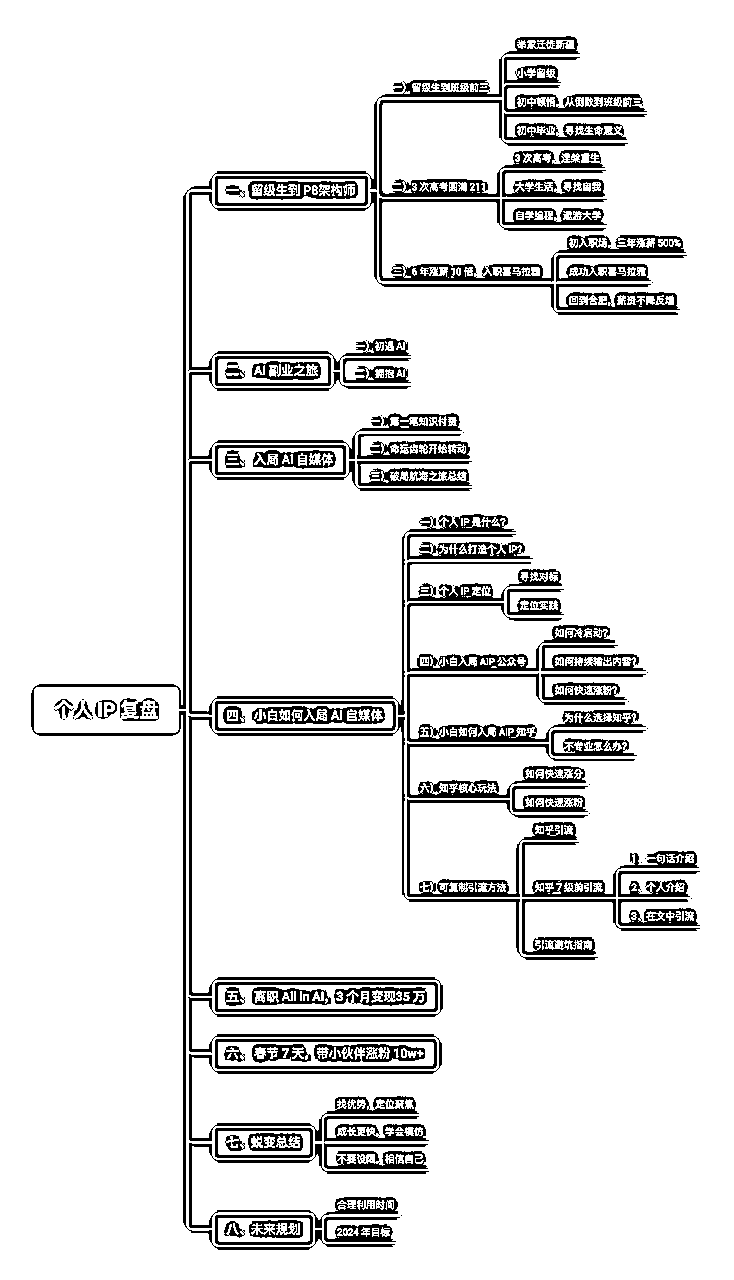 个人 IP 复盘
一、留级生到 P8架构师
一）留级生到班级前三
举家迁徙新疆
小学留级
初中顿悟，从倒数到班级前三
初中毕业，寻找生命意义
二）3 次高考圆满 211
3 次高考，涅槃重生
大学生活，寻找自我
自学编程，遨游大学
三）6 年涨薪 10 倍，入职喜马拉雅
初入职场，三年涨薪 500%
成功入职喜马拉雅
回到合肥，薪资不降反增
二、AI 副业之旅
一）初遇 AI
二）拥抱 AI
三、入局 AI 自媒体
一）第一笔知识付费
二）命运齿轮开始转动
三）破局航海之旅总结
四、小白如何入局 AI 自媒体
一）个人 IP 是什么？
二）为什么打造个人 IP？
三）个人 IP 定位
寻找对标
定位实践
四）小白入局 AIP 公众号
如何冷启动？
如何持续输出内容？
如何快速涨粉？
五）小白如何入局 AIP 知乎
为什么选择知乎？
不专业怎么办？
六）知乎核心玩法
如何快速涨分
如何快速涨粉
七）可复制引流方法
知乎引流
知乎 7 级前引流
1、一句话介绍
2、个人介绍
3、在文中引流
引流避坑指南
五、离职 All in AI，3 个月变现35 万
六、春节 7 天，带小伙伴涨粉 10w+
七、蜕变总结
找优势，定位聚焦
成长更快，学会模仿
不要设限，相信自己
八、未来规划
合理利用时间
2024 年目标